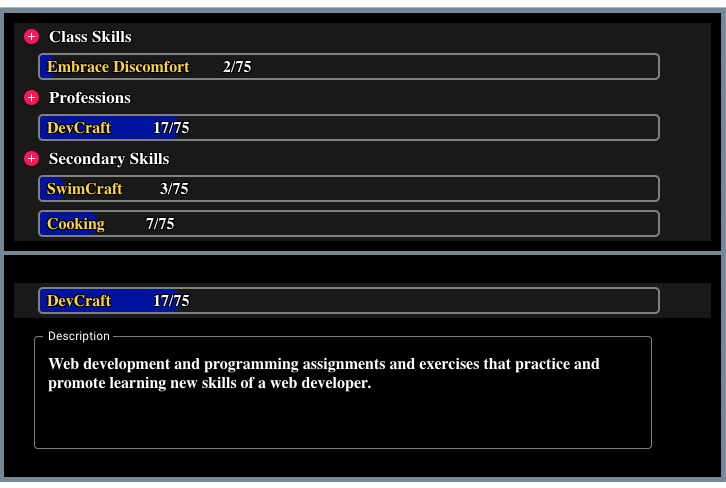 Class Skills
Embrace Discomfort 2/75
Professions
DevCraft 17/75
Secondary Skills
SwimCraft 3/75
Cooking 7/75
DevCraft 17/75
Description
Web development and programming assignments and exercises that practice and
promote learning new skills of a web developer.